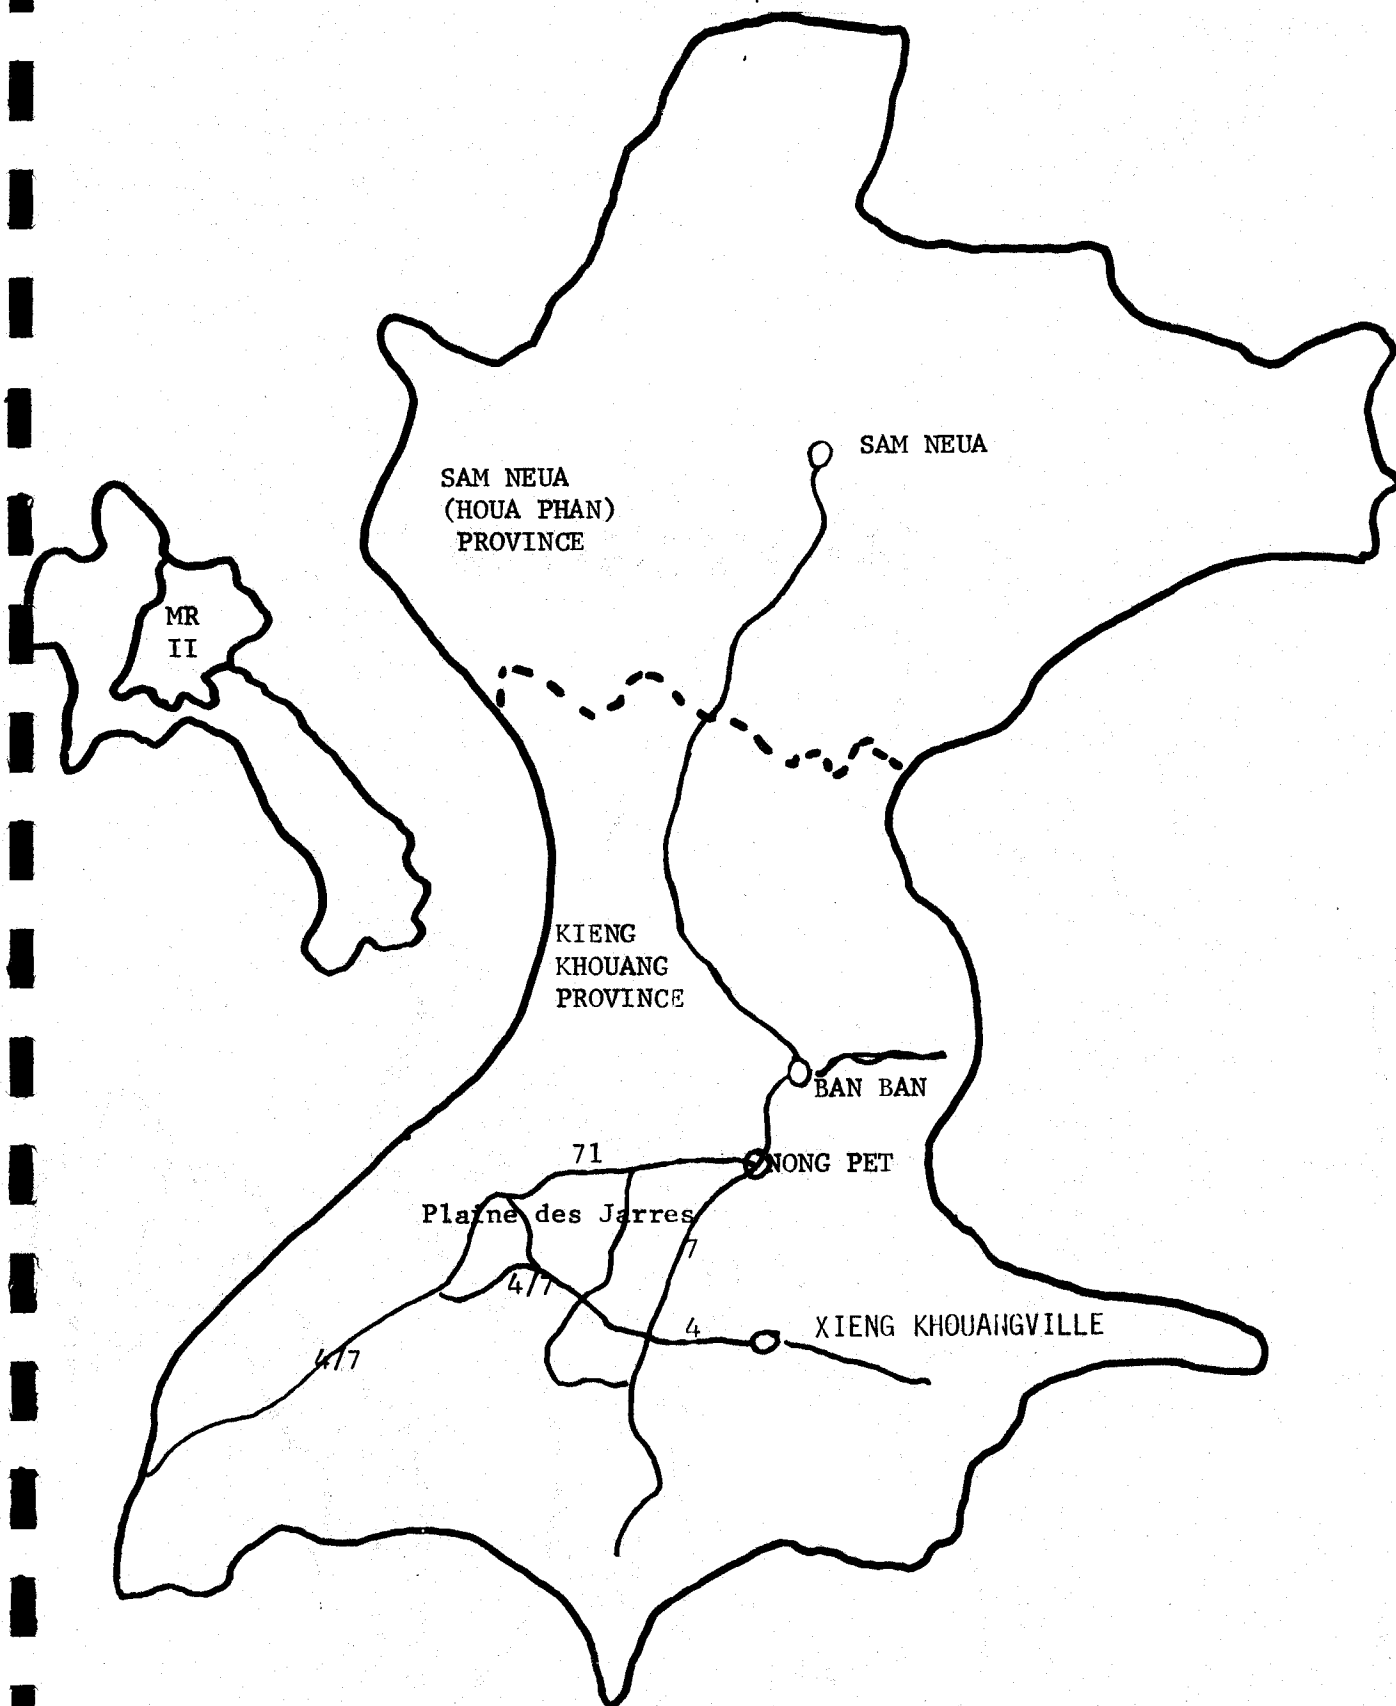 SAM NEUA
SAM NEUA
(HOUA PHAN)
PROVINCE
MR
II
KIENG
KHOUANG
PROVINCE
BAN BAN
71
NONG PET
Plaine des Jarres
7
4/7
4
XIENG KHOUANGVILLE
4/7